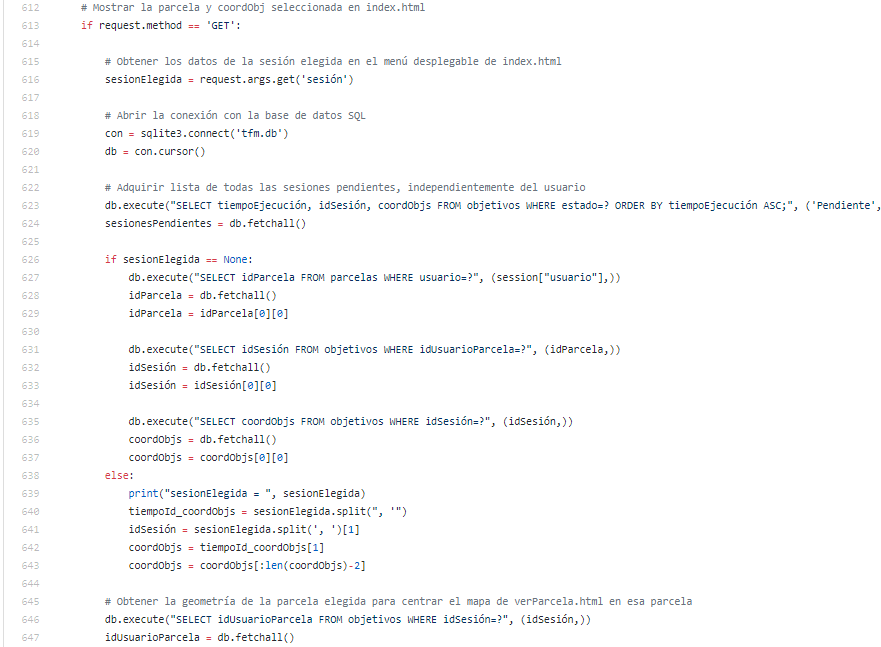 612 # Mostrar la parcela y coordObj seleccionada en index.html
613 if request.method == 'GET':
614
615 # Obtener los datos de la sesión elegida en el menú desplegable de index.html
616 sesionElegida = request.args.get('sesión')
617
618 # Abrir la conexión con la base de datos SQL
619 con = sqlite3.connect('tfm.db')
620 db = con.cursor()
621
622 # Adquirir lista de todas las sesiones pendientes, independientemente del usuario
623 db.execute("SELECT tiempoEjecución, idSesión, coordObjs FROM objetivos WHERE estado=? ORDER BY tiempoEjecución ASC;", ('Pendiente',
624 sesionesPendientes = db.fetchall()
625
626 if sesionElegida == None:
627 db.execute("SELECT idParcela FROM parcelas WHERE usuario=?", (session["usuario"],))
628 idParcela = db.fetchall()
629 idParcela = idParcela[0][0]
630
631 db.execute("SELECT idSesión FROM objetivos WHERE idUsuarioParcela=?", (idParcela,))
632 idSesión = db.fetchall()
633 idSesión = idSesión[0][0]
634
635 db.execute("SELECT coordObjs FROM objetivos WHERE idSesión=?", (idSesión,))
636 coordObjs = db.fetchall()
637 coordObjs = coordObjs[0][0]
638 else:
639 print("sesionElegida = ", sesionElegida)
640 tiempoId_coordObjs = sesionElegida.split(", '")
641 idSesión = sesionElegida.split(', ')[1]
642 coordObjs = tiempoId_coordObjs[1]
643 coordObjs = coordObjs[:len(coordObjs)-2]
644
645 # Obtener la geometría de la parcela elegida para centrar el mapa de verParcela.html en esa parcela
646 db.execute("SELECT idUsuarioParcela FROM objetivos WHERE idSesión=?", (idSesión,))
647 idUsuarioParcela = db.fetchall()